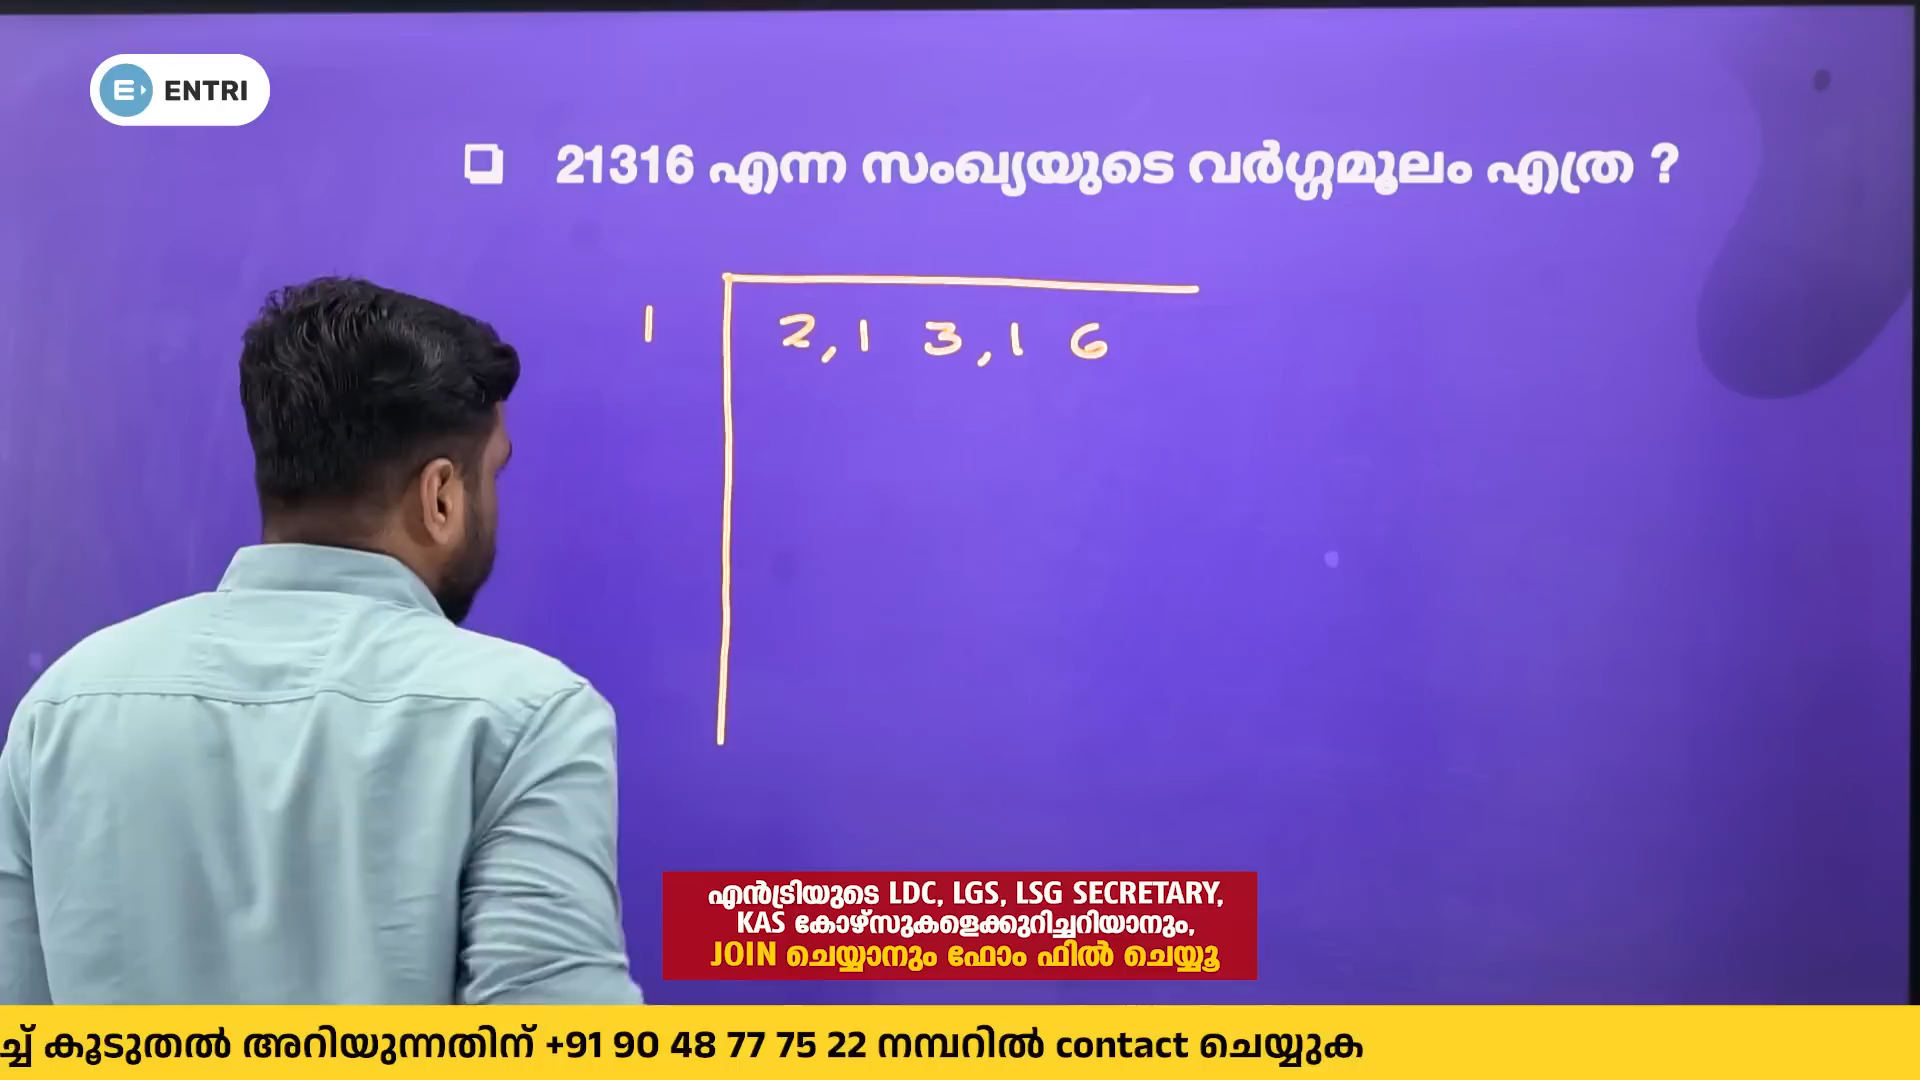 ENTRI
21316 എന്ന സംഖ്യയുടെ വർഗ്ഗമൂലം എത്ര ?
1 2,1 3,1 6
എൻട്രിയുടെ LDC, LGS, LSG SECRETARY,
KAS കോഴ്സുകളെക്കുറിച്ചറിയാനും,
JOIN ചെയ്യാനും ഫോം ഫിൽ ചെയ്യൂ
ച്ച് കൂടുതൽ അറിയുന്നതിന് +91 90 48 77 75 22 നമ്പറിൽ contact ചെയ്യുക